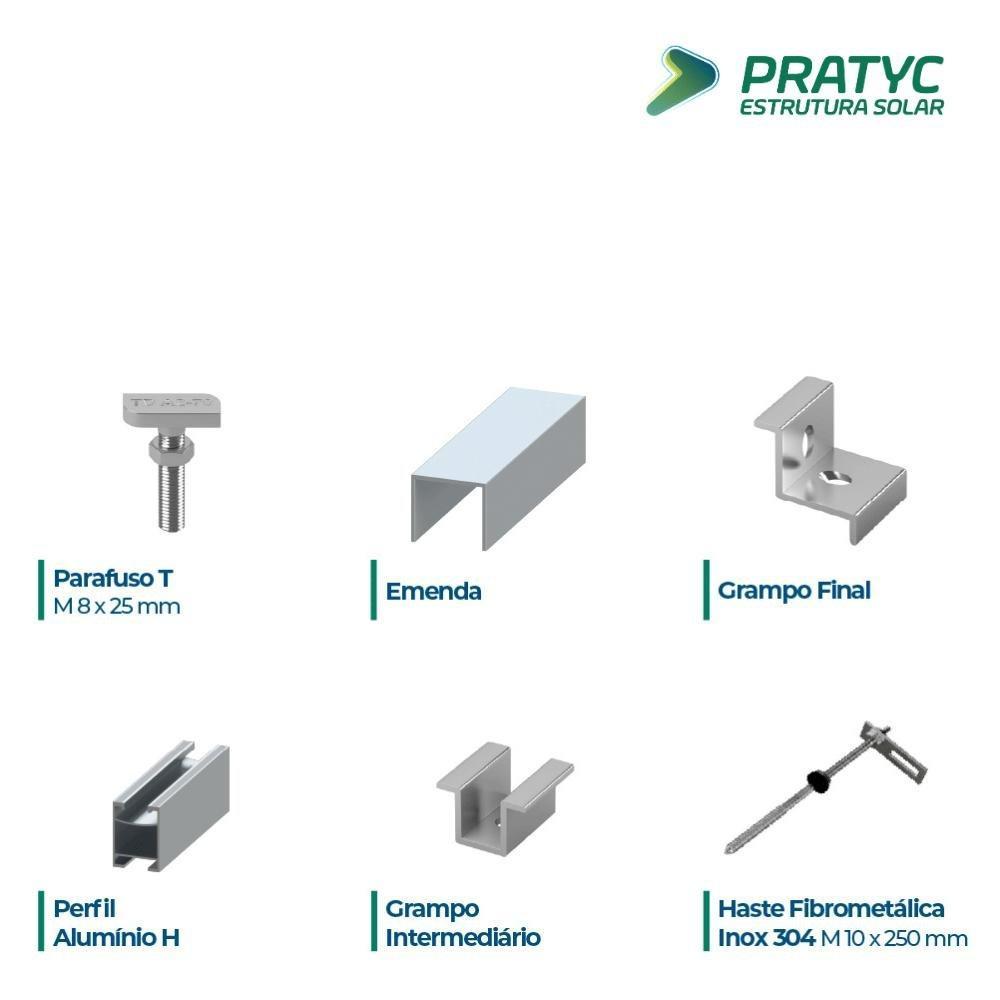 PRATYC
ESTRUTURA SOLAR
Parafuso T
M 8 x 25 mm
Emenda
Grampo Final
Perfil
Alumínio H
Grampo
Intermediário
Haste Fibrometálica
Inox 304 M 10 x 250 mm